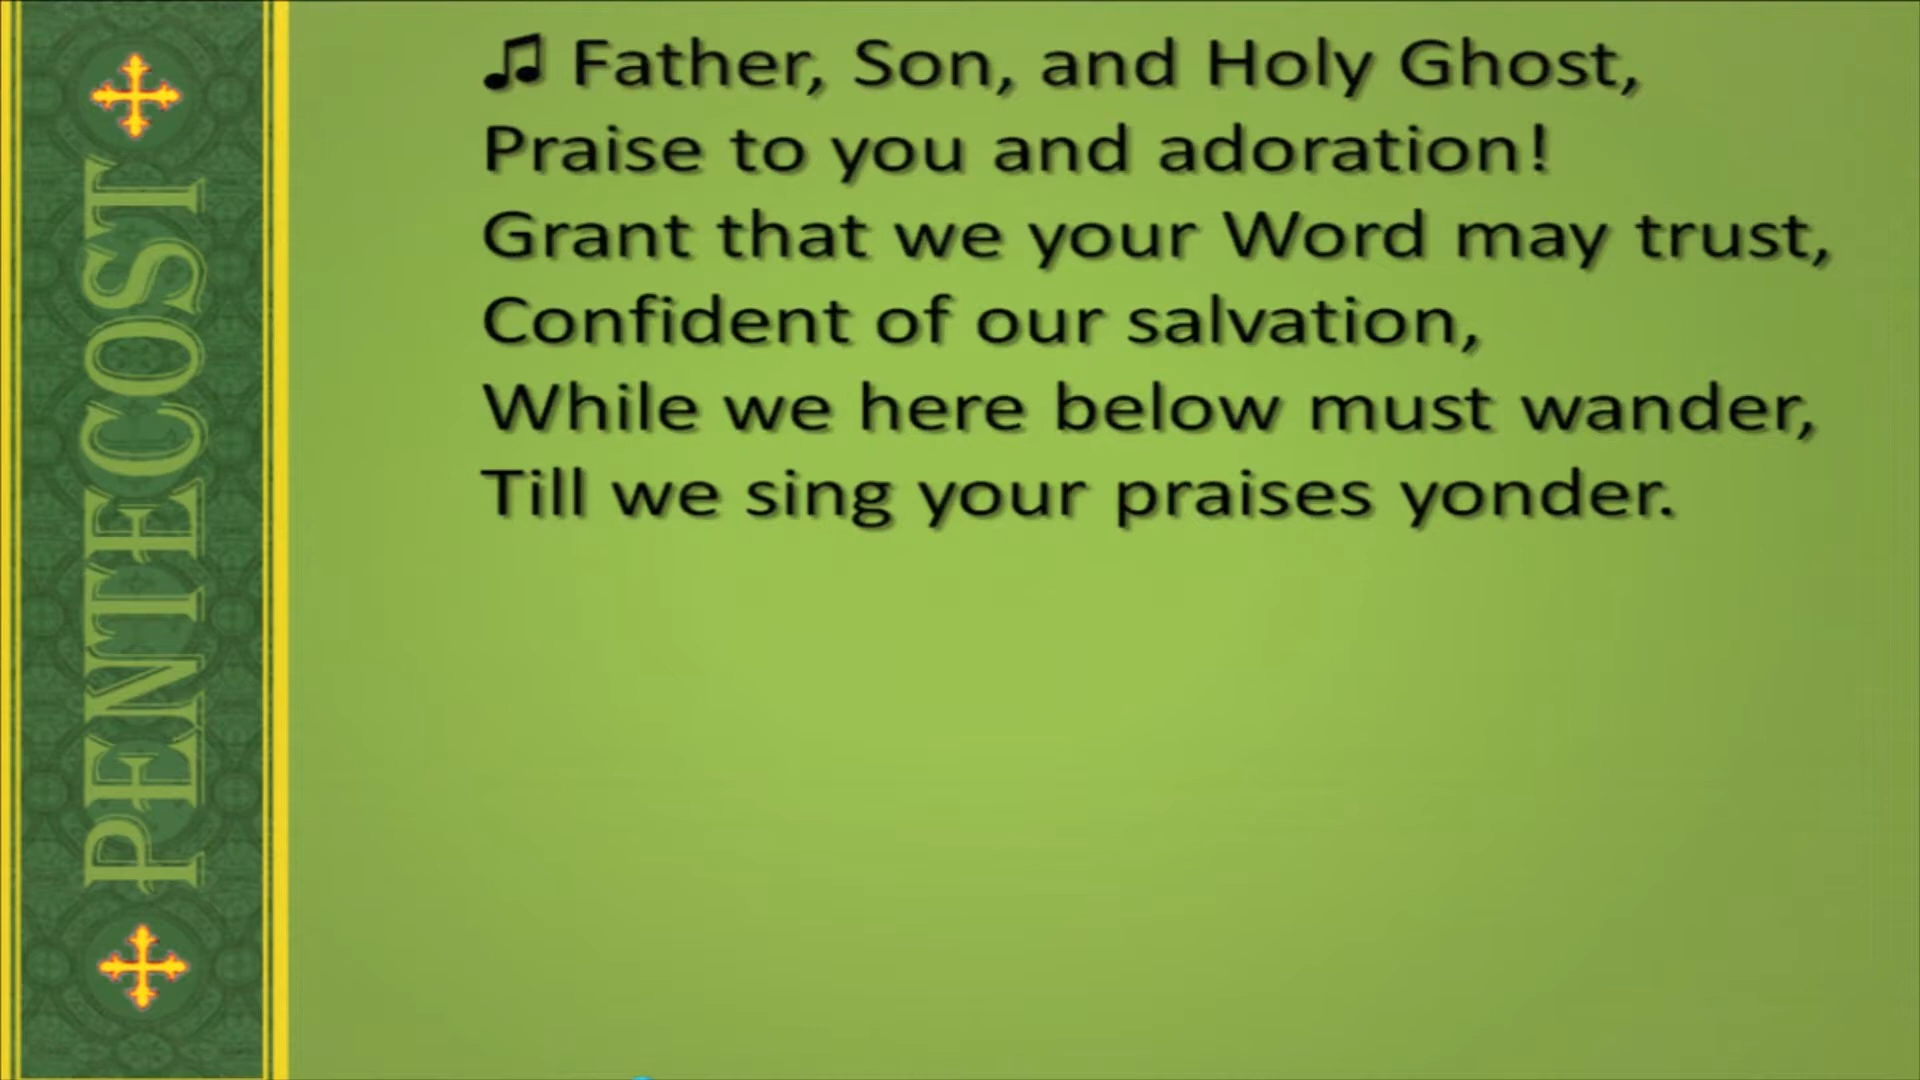 PENTECOST
♫ Father, Son, and Holy Ghost,
Praise to you and adoration!
Grant that we your Word may trust,
Confident of our salvation,
While we here below must wander,
Till we sing your praises yonder.